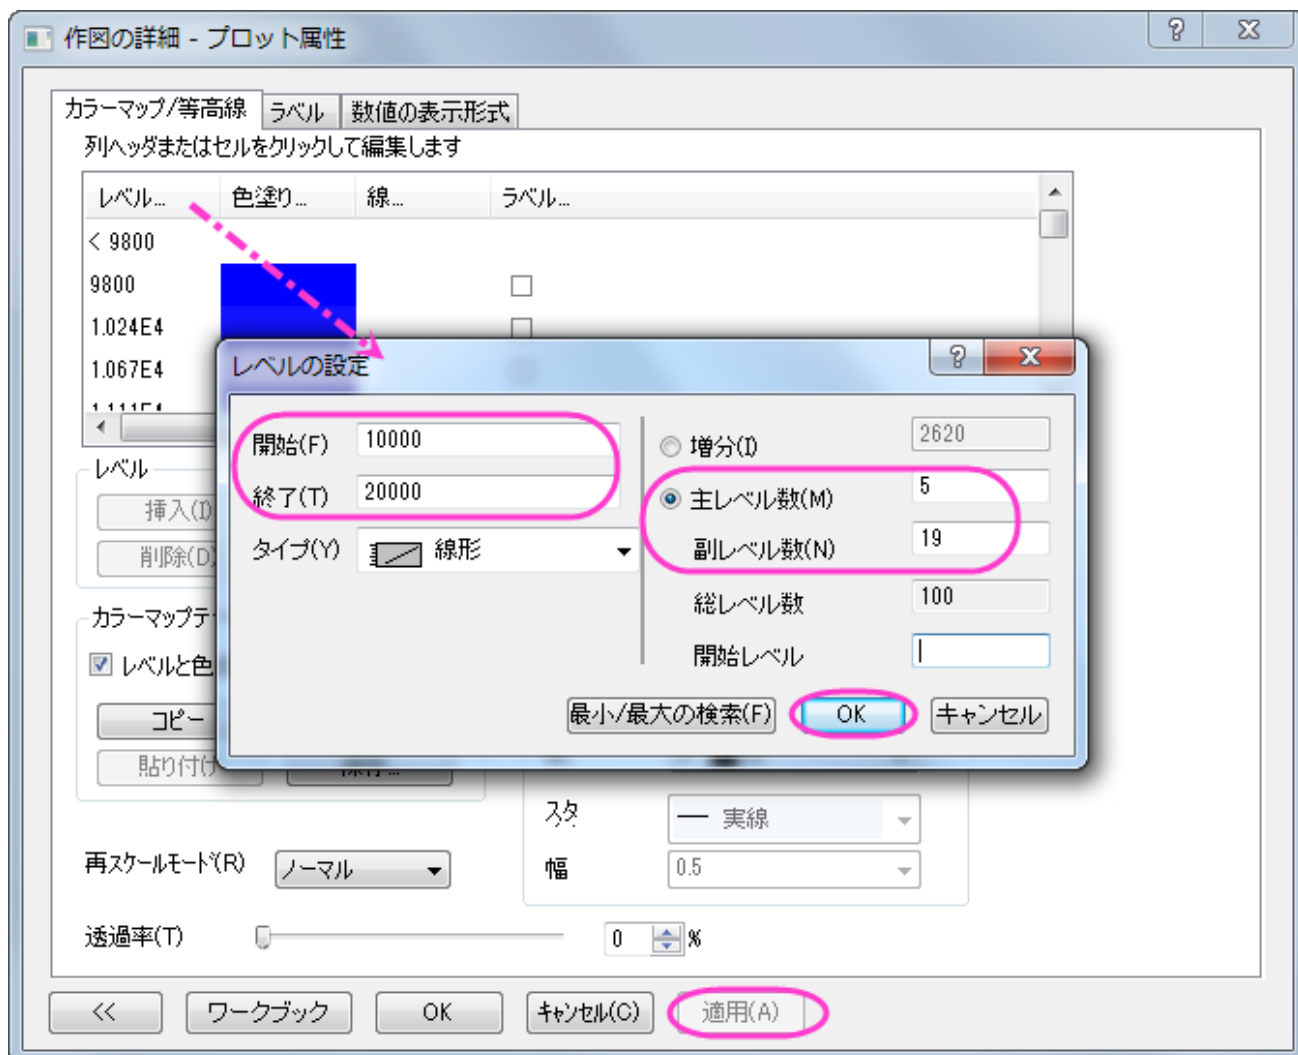 作図の詳細 - プロット属性
カラーマップ/等高線 ラベル 数値の表示形式
列ヘッダまたはセルをクリックして編集します
レベル... 色塗り... 線... ラベル...
< 9800
9800
1.024E4
1.067E4
1.111E4
レベルの設定
開始(F) 10000
終了(T) 20000
タイプ(Y) 線形
増分(I) 2620
主レベル数(M) 5
副レベル数(N) 19
総レベル数 100
開始レベル
最小/最大の検索(F) OK キャンセル
レベル
挿入(I)
削除(D)
カラーマップテ
レベルと色
コピー
貼り付け
スタ
実線
再スケールモード(R) ノーマル
幅 0.5
透過率(T) 0 %
<< ワークブック OK キャンセル(C) 適用(A)